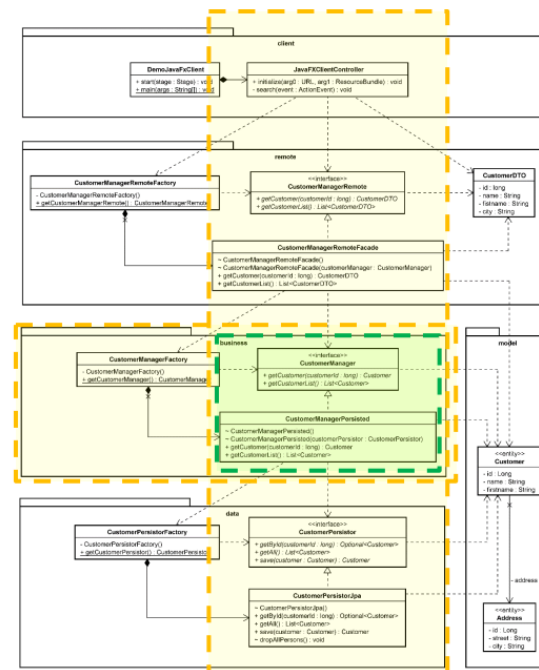 client
DemoJavaFxClient
+ start(stage : Stage) : void
+ main(args : String[]) : void
JavaFXClientController
+ initialize(arg0 : URL, arg1 : ResourceBundle) : void
- search(event : ActionEvent) : void
remote
CustomerManagerRemoteFactory
- CustomerManagerRemoteFactory()
+ getCustomerManagerRemote() : CustomerManagerRemote
<<interface>>
CustomerManagerRemote
+ getCustomer(customerId : long) : CustomerDTO
+ getCustomerList() : List<CustomerDTO>
CustomerDTO
- id : long
- name : String
- firstname : String
- city : String
CustomerManagerRemoteFacade
~ CustomerManagerRemoteFacade()
~ CustomerManagerRemoteFacade(customerManager : CustomerManager)
+ getCustomer(customerId : long) : CustomerDTO
+ getCustomerList() : List<CustomerDTO>
business
model
CustomerManagerFactory
- CustomerManagerFactory()
+ getCustomerManager() : CustomerManager
<<interface>>
CustomerManager
+ getCustomer(customerId : long) : Customer
+ getCustomerList() : List<Customer>
CustomerManagerPersisted
~ CustomerManagerPersisted()
~ CustomerManagerPersisted(customerPersistor : CustomerPersistor)
+ getCustomer(customerId : long) : Customer
+ getCustomerList() : List<Customer>
<<entity>>
Customer
- id : Long
- name : String
- firstname : String
data
CustomerPersistorFactory
- CustomerPersistorFactory()
+ getCustomerPersistor() : CustomerPersistor
<<interface>>
CustomerPersistor
+ getById(customerId : long) : Optional<Customer>
+ getAll() : List<Customer>
+ save(customer : Customer) : Customer
CustomerPersistorJpa
~ CustomerPersistorJpa()
+ getById(customerId : long) : Optional<Customer>
+ getAll() : List<Customer>
+ save(customer : Customer) : Customer
~ dropAllPersons() : void
-address
<<entity>>
Address
- id : Long
- street : String
- city : String